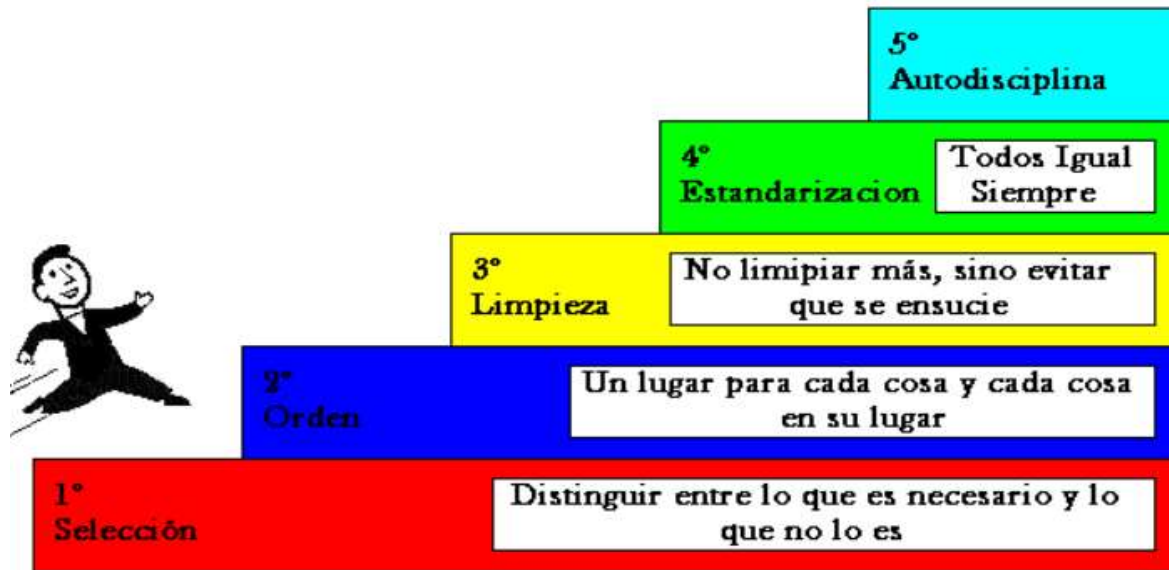 5°
Autodisciplina
4°
Estandarizacion
Todos Igual
Siempre
3°
Limpieza
No limipiar más, sino evitar
que se ensucie
2°
Orden
Un lugar para cada cosa y cada cosa
en su lugar
1°
Selección
Distinguir entre lo que es necesario y lo
que no lo es